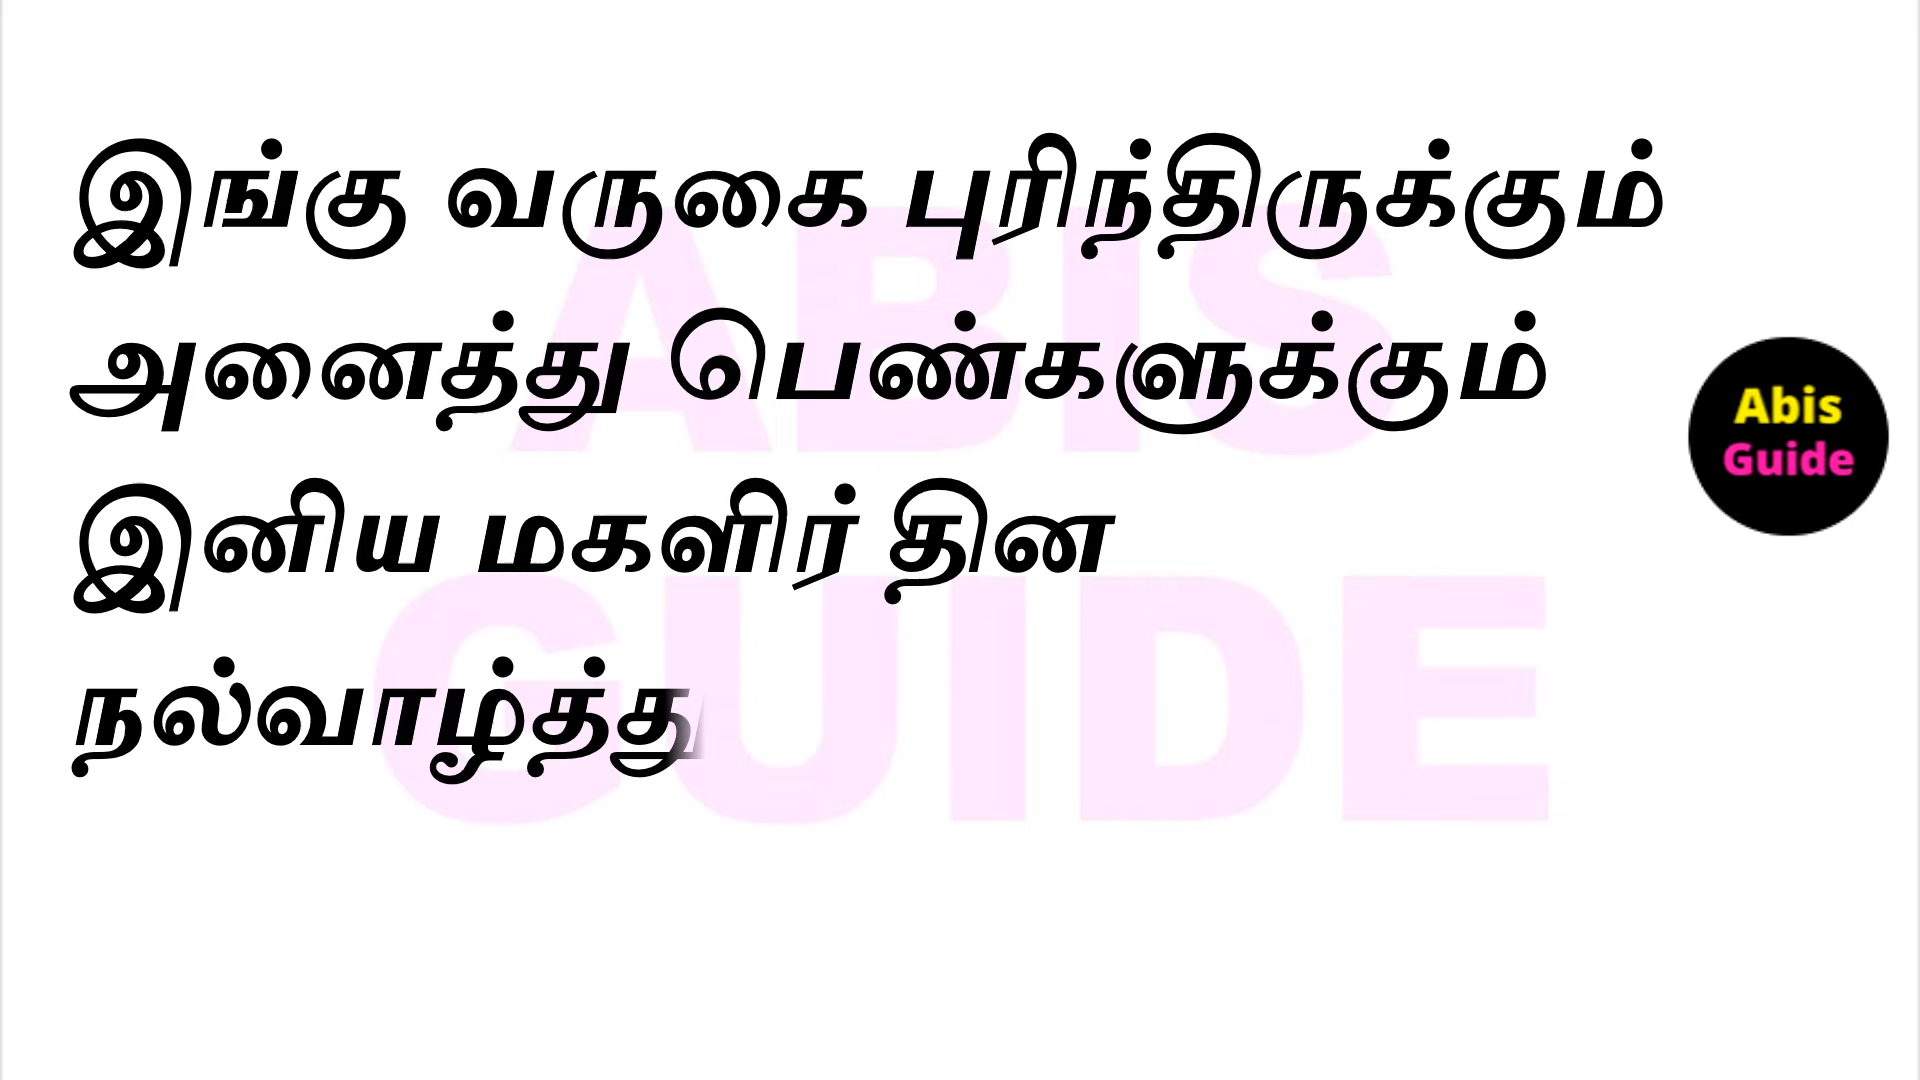 இங்கு வருகை புரிந்திருக்கும்
அனைத்து பெண்களுக்கும்
இனிய மகளிர் தின
நல்வாழ்த்து
ABIS
GUIDE
Abis
Guide